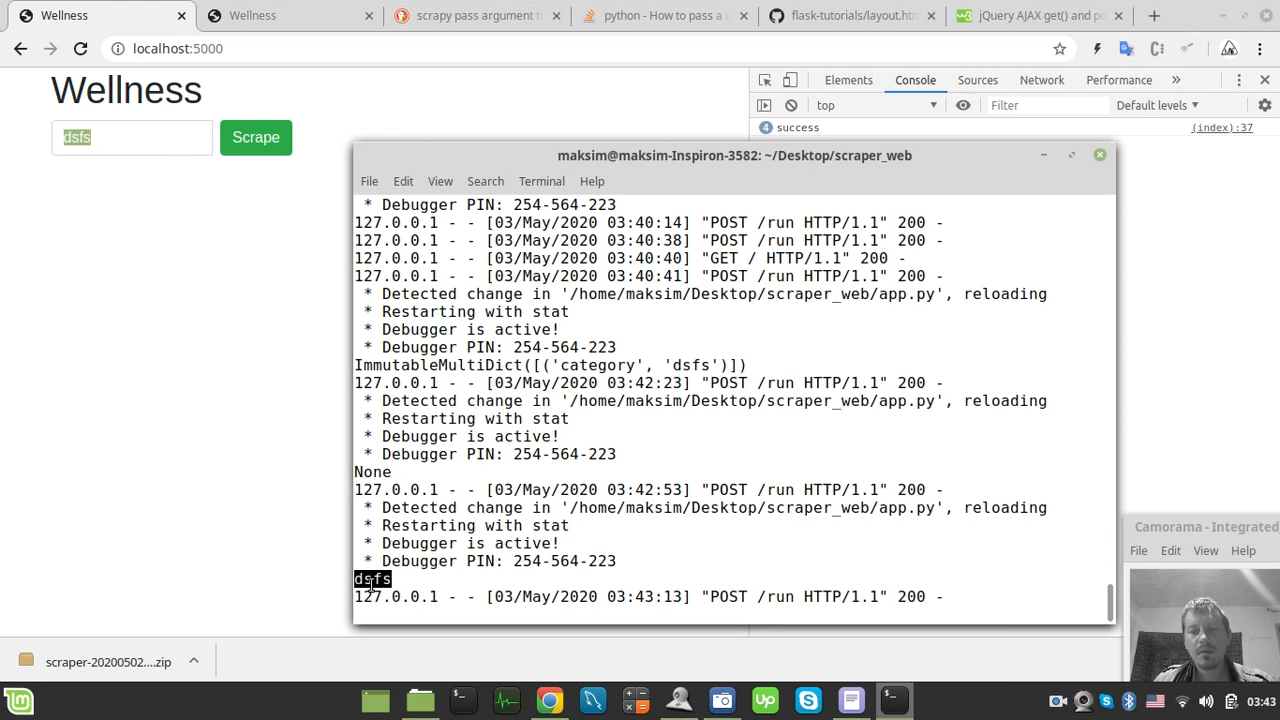 Wellness
Wellness
scrapy pass argument t
python - How to pass a
flask-tutorials/layout.ht
jQuery AJAX get() and p
localhost:5000
Wellness
dsfs
Scrape
Elements
Console
Sources
Network
Performance
top
Filter
Default levels
4 success
(index):37
maksim@maksim-Inspiron-3582: ~/Desktop/scraper_web
File Edit View Search Terminal Help
* Debugger PIN: 254-564-223
127.0.0.1 - - [03/May/2020 03:40:14] "POST /run HTTP/1.1" 200 -
127.0.0.1 - - [03/May/2020 03:40:38] "POST /run HTTP/1.1" 200 -
127.0.0.1 - - [03/May/2020 03:40:40] "GET / HTTP/1.1" 200 -
127.0.0.1 - - [03/May/2020 03:40:41] "POST /run HTTP/1.1" 200 -
* Detected change in '/home/maksim/Desktop/scraper_web/app.py', reloading
* Restarting with stat
* Debugger is active!
* Debugger PIN: 254-564-223
ImmutableMultiDict([('category', 'dsfs')])
127.0.0.1 - - [03/May/2020 03:42:23] "POST /run HTTP/1.1" 200 -
* Detected change in '/home/maksim/Desktop/scraper_web/app.py', reloading
* Restarting with stat
* Debugger is active!
* Debugger PIN: 254-564-223
None
127.0.0.1 - - [03/May/2020 03:42:53] "POST /run HTTP/1.1" 200 -
* Detected change in '/home/maksim/Desktop/scraper_web/app.py', reloading
* Restarting with stat
* Debugger is active!
* Debugger PIN: 254-564-223
dsfs
127.0.0.1 - - [03/May/2020 03:43:13] "POST /run HTTP/1.1" 200 -
Camorama - Integrated
File Edit View Help
scraper-20200502....zip
03:43